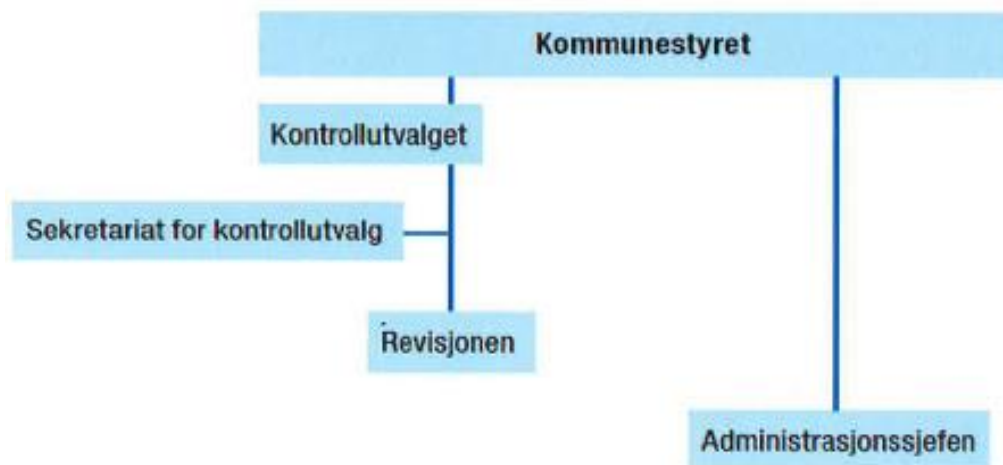 Kommunestyret
Kontrollutvalget
Sekretariat for kontrollutvalg
Revisjonen
Administrasjonssjefen